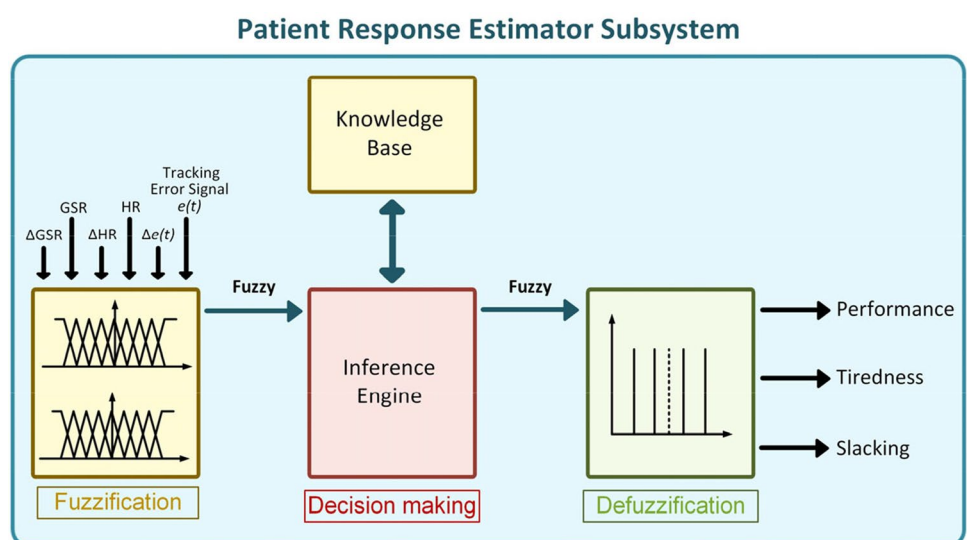 Patient Response Estimator Subsystem
Knowledge
Base
Tracking
Error Signal
e(t)
GSR
HR
ΔGSR
ΔHR
Δe(t)
Fuzzy
Fuzzy
Inference
Engine
Performance
Tiredness
Slacking
Fuzzification
Decision making
Defuzzification